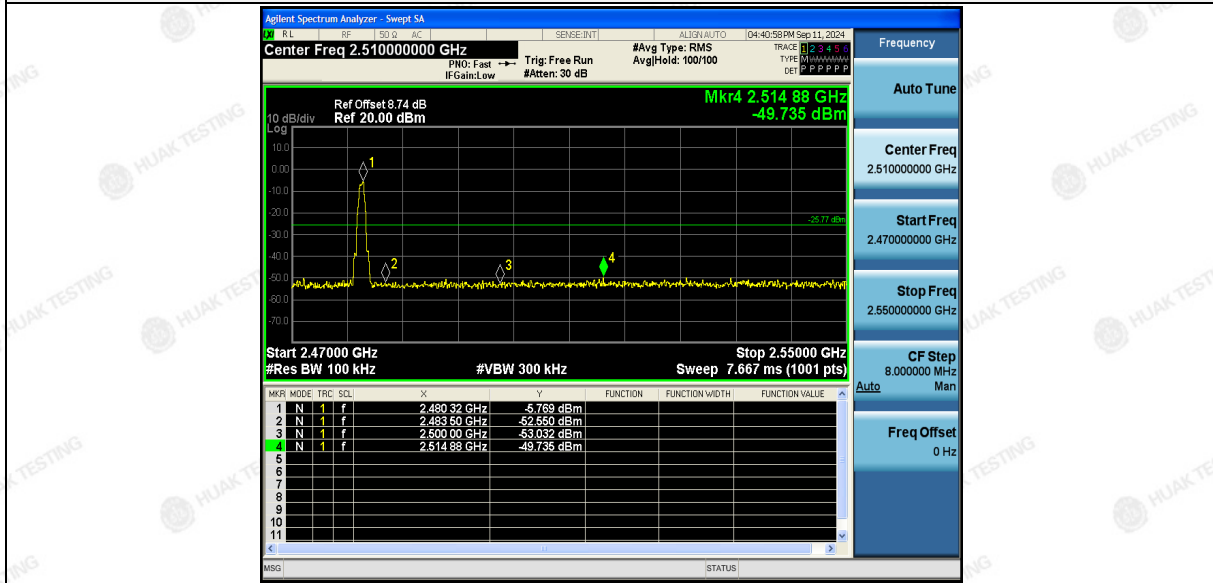 Agilent Spectrum Analyzer - Swept SA
LXI RL RF 50 Ω AC SENSE:INT ALIGN AUTO 04:40:58 PM Sep 11, 2024
Center Freq 2.510000000 GHz
PNO: Fast
IFGain:Low
Trig: Free Run
#Atten: 30 dB
#Avg Type: RMS
Avg|Hold: 100/100
TRACE 1 2 3 4 5 6
TYPE M
DET P P P P P P
Frequency
Mkr4 2.514 88 GHz
-49.735 dBm
Ref Offset 8.74 dB
10 dB/div Ref 20.00 dBm
Log
10.0
0.00
-10.0
-20.0
-30.0
-40.0
-50.0
-60.0
-70.0
1
2
3
4
-25.77 dBm
Start 2.47000 GHz Stop 2.55000 GHz
#Res BW 100 kHz #VBW 300 kHz Sweep 7.667 ms (1001 pts)
MKR MODE TRC SCL X Y FUNCTION FUNCTION WIDTH FUNCTION VALUE
1 N 1 f 2.480 32 GHz -5.769 dBm
2 N 1 f 2.483 50 GHz -52.550 dBm
3 N 1 f 2.500 00 GHz -53.032 dBm
4 N 1 f 2.514 88 GHz -49.735 dBm
5
6
7
8
9
10
11
MSG STATUS
Auto Tune
Center Freq
2.510000000 GHz
Start Freq
2.470000000 GHz
Stop Freq
2.550000000 GHz
CF Step
8.000000 MHz
Auto Man
Freq Offset
0 Hz
HUAK TESTING
HUAK TESTING
HUAK TESTING
HUAK TESTING